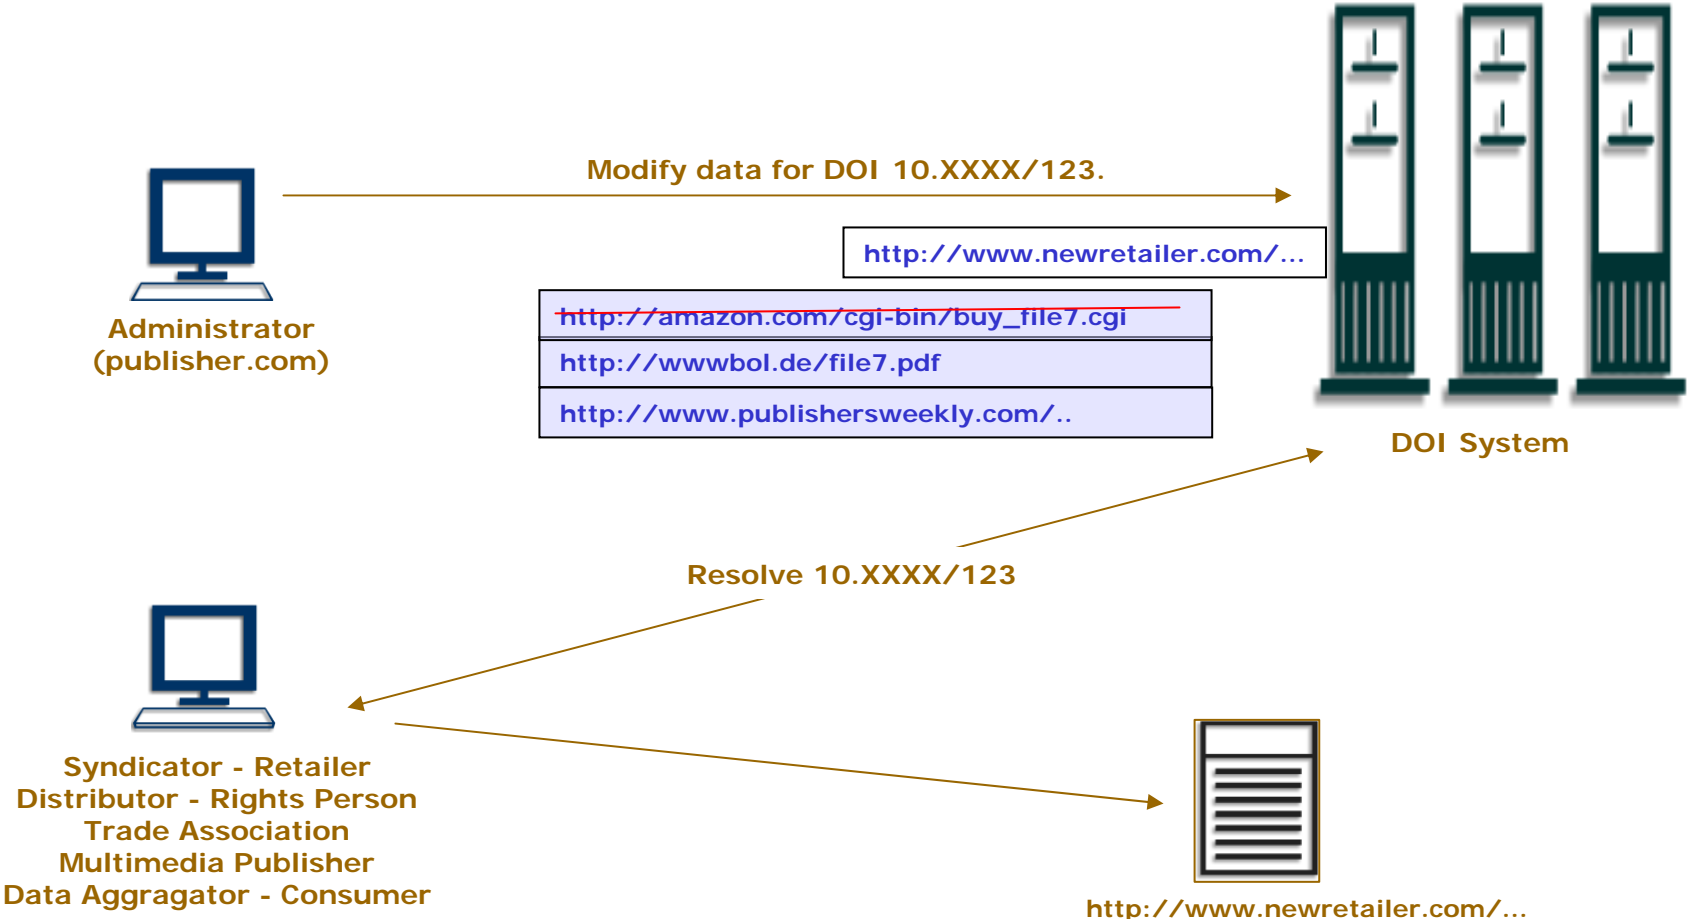 Modify data for DOI 10.XXXX/123.
http://www.newretailer.com/...
http://amazon.com/cgi-bin/buy_file7.cgi
http://wwwbol.de/file7.pdf
http://www.publishersweekly.com/..
Administrator
(publisher.com)
DOI System
Resolve 10.XXXX/123
Syndicator - Retailer
Distributor - Rights Person
Trade Association
Multimedia Publisher
Data Aggragator - Consumer
http://www.newretailer.com/...